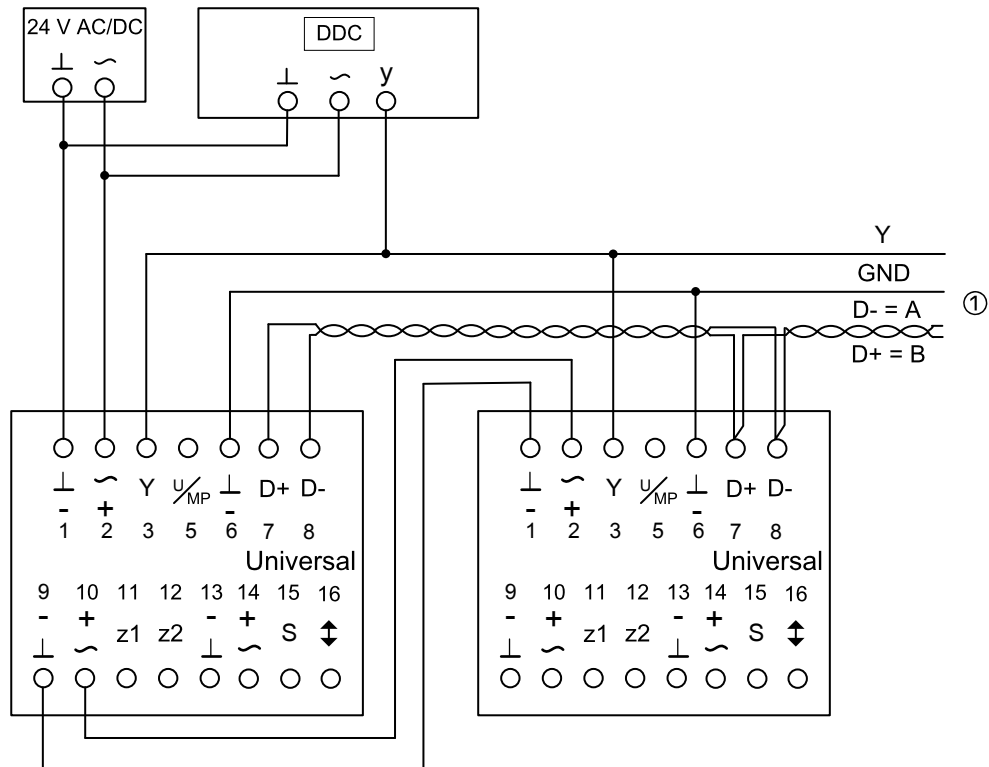 24 V AC/DC
⊥ ~
DDC
⊥ ~ y
Y
GND
①
D- = A
D+ = B
⊥ ~ Y U/MP ⊥ D+ D-
- + -
1 2 3 5 6 7 8
Universal
9 10 11 12 13 14 15 16
- + z1 z2 - + S ↕
⊥ ~ ⊥ ~
⊥ ~ Y U/MP ⊥ D+ D-
- + -
1 2 3 5 6 7 8
Universal
9 10 11 12 13 14 15 16
- + z1 z2 - + S ↕
⊥ ~ ⊥ ~